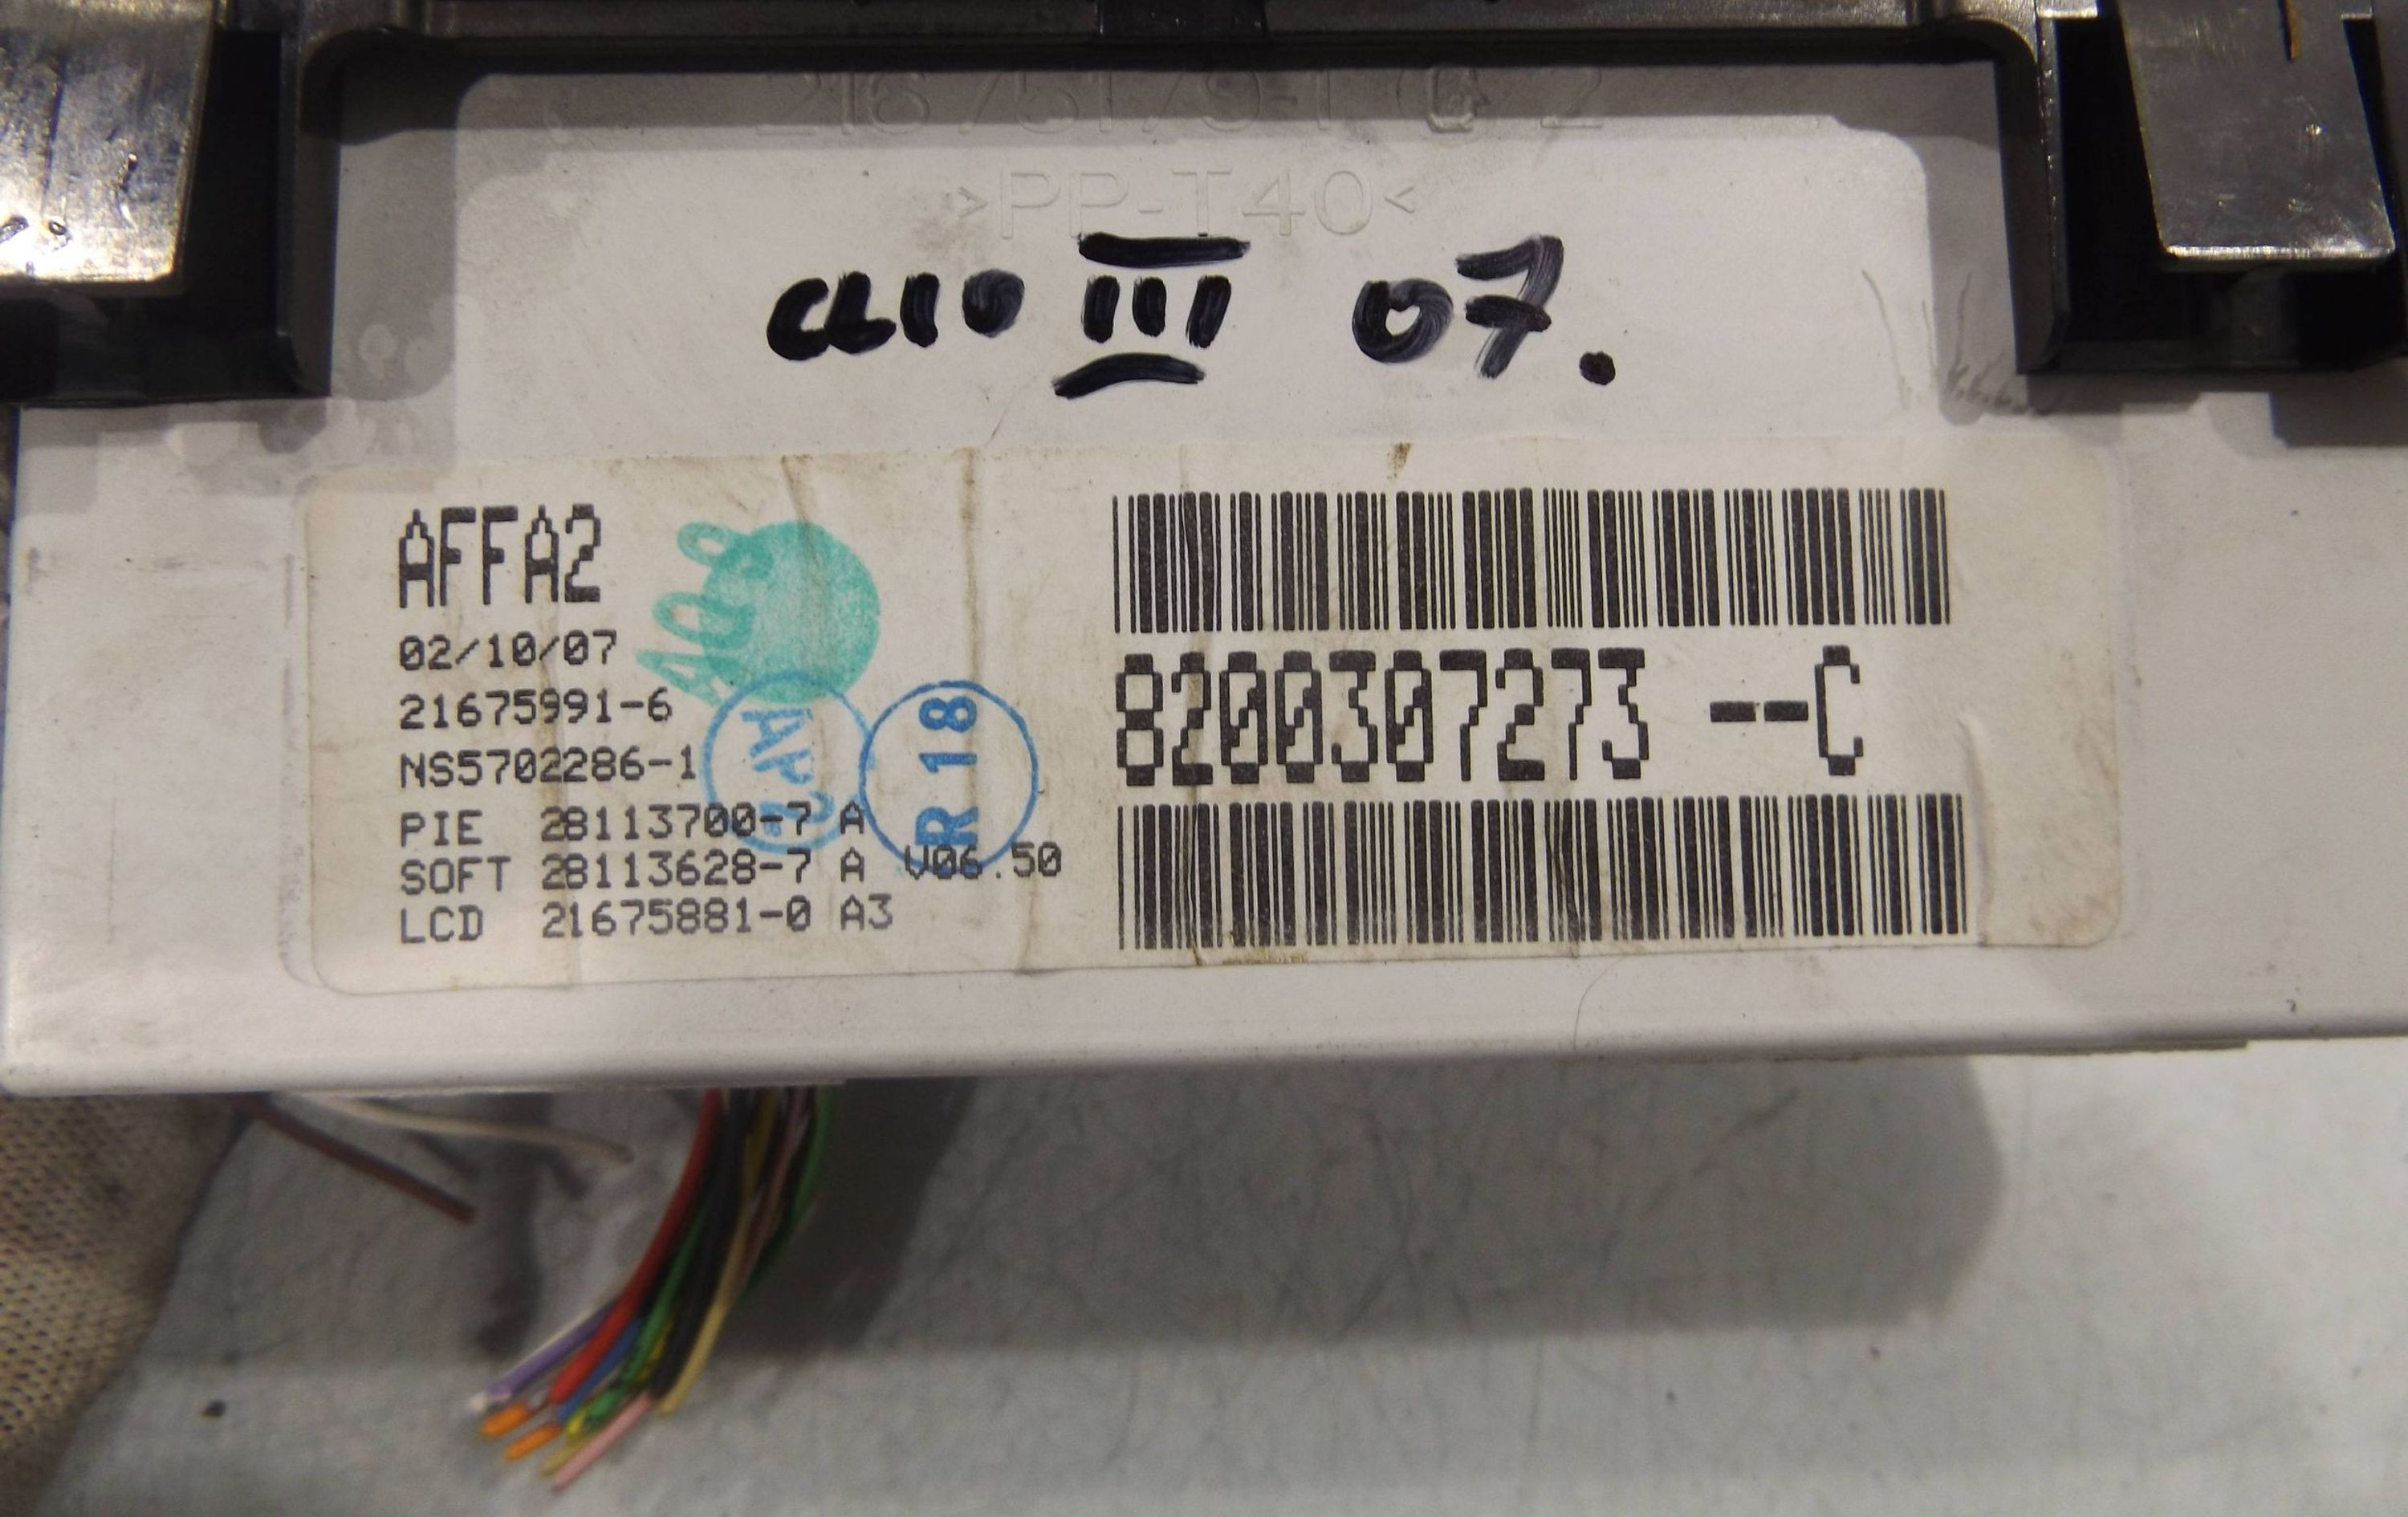 21675179-1 G 2
>PP-T40<
CLIO III 07.
AFFA2
02/10/07
21675991-6
NS5702286-1
PIE 28113700-7 A
SOFT 28113628-7 A V06.50
LCD 21675881-0 A3
8200307273 --C
R 18